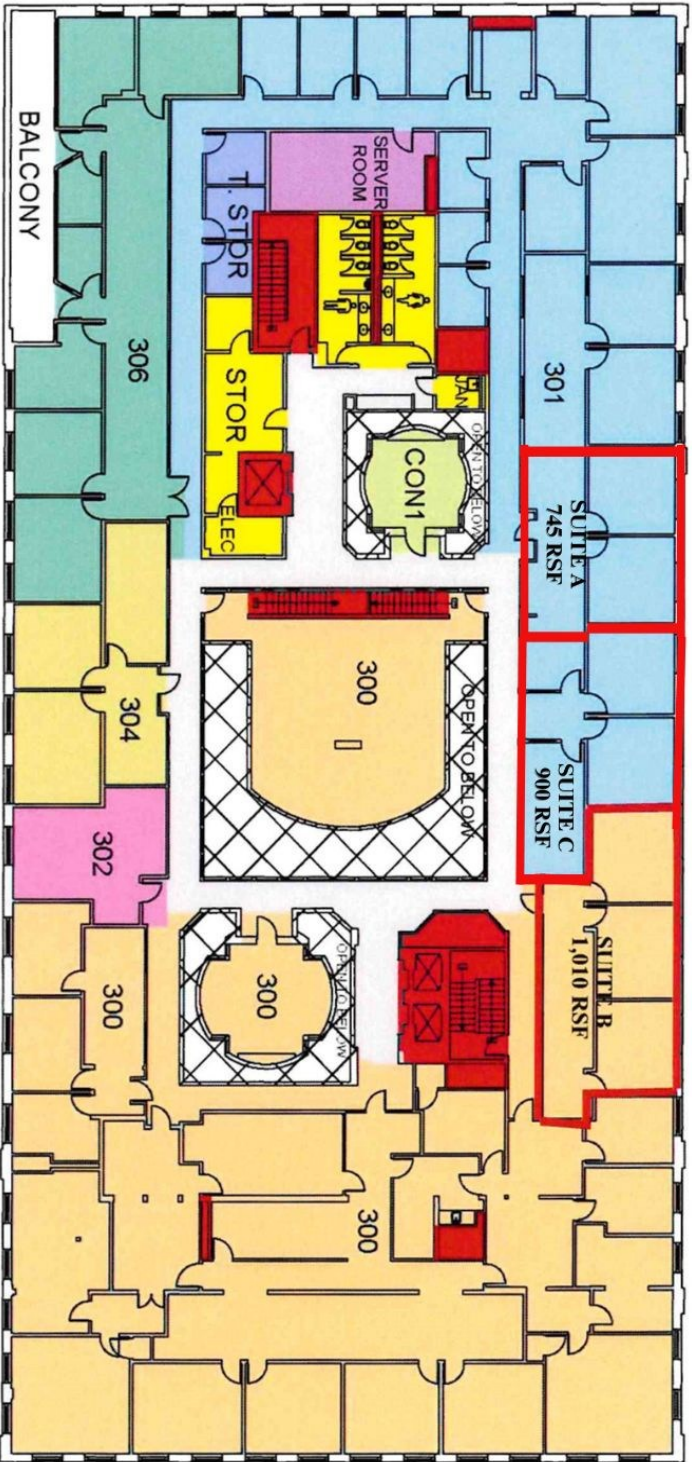 BALCONY
SERVER
ROOM
T. STOR
306
STOR
ELEC
JAN
OPEN TO BELOW
CON1
301
SUITE A
745 RSF
300
OPEN TO BELOW
304
302
SUITE C
900 RSF
SUITE B
1,010 RSF
300
OPEN TO BELOW
300
300